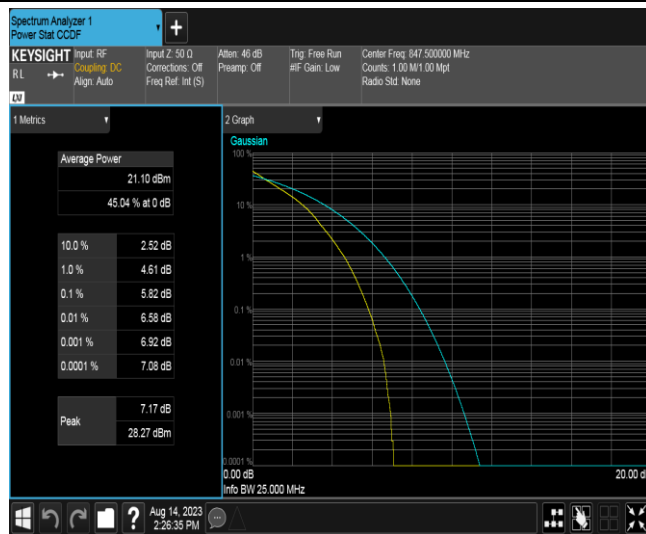 Spectrum Analyzer 1
Power Stat CCDF
+
KEYSIGHT
RL
LXI
Input: RF
Coupling: DC
Align: Auto
Input Z: 50 Ω
Corrections: Off
Freq Ref: Int (S)
Atten: 46 dB
Preamp: Off
Trig: Free Run
#IF Gain: Low
Center Freq: 847.500000 MHz
Counts: 1.00 M/1.00 Mpt
Radio Std: None
1 Metrics
Average Power
21.10 dBm
45.04 % at 0 dB
10.0 % 2.52 dB
1.0 % 4.61 dB
0.1 % 5.82 dB
0.01 % 6.58 dB
0.001 % 6.92 dB
0.0001 % 7.08 dB
Peak
7.17 dB
28.27 dBm
2 Graph
Gaussian
100 %
10 %
1 %
0.1 %
0.01 %
0.001 %
0.0001 %
0.00 dB
20.00 d
Info BW 25.000 MHz
?
Aug 14, 2023
2:26:35 PM